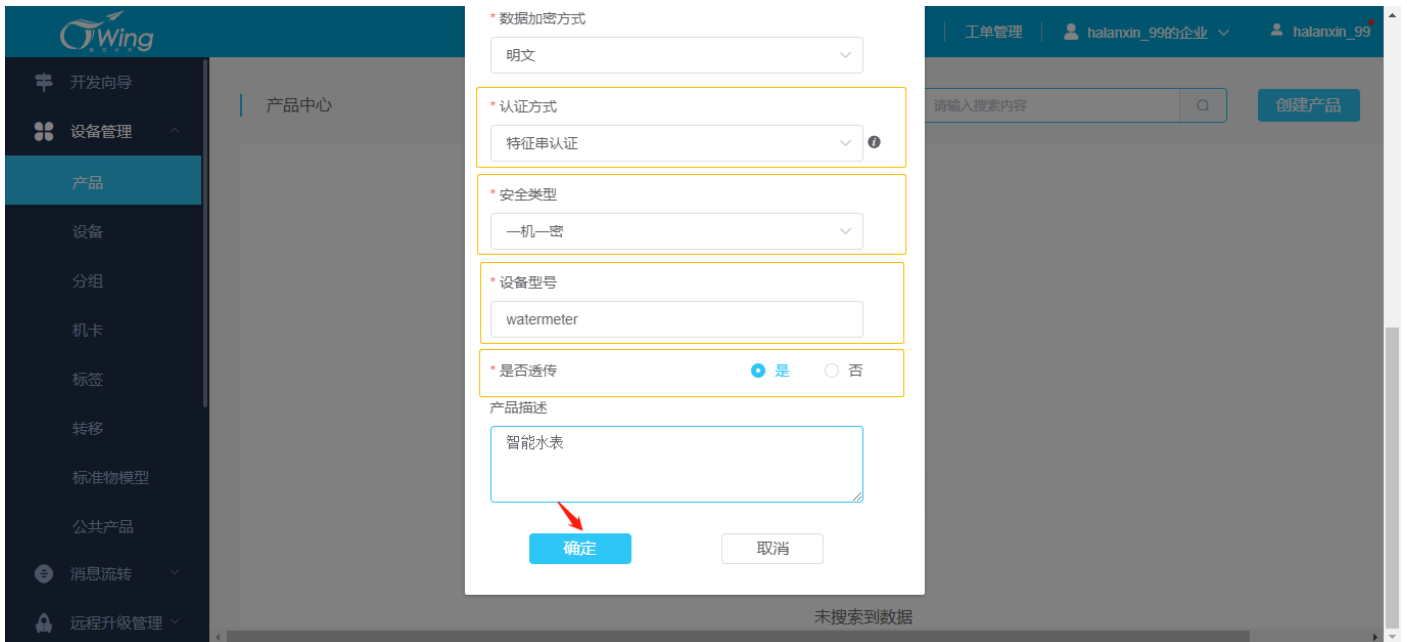 Wing
工单管理
halanxin_99的企业
halanxin_99
开发向导
设备管理
产品
设备
分组
机卡
标签
转移
标准物模型
公共产品
消息流转
远程升级管理
产品中心
请输入搜索内容
创建产品
* 数据加密方式
明文
* 认证方式
特征串认证
* 安全类型
一机一密
* 设备型号
watermeter
* 是否透传
是
否
产品描述
智能水表
确定
取消
未搜索到数据